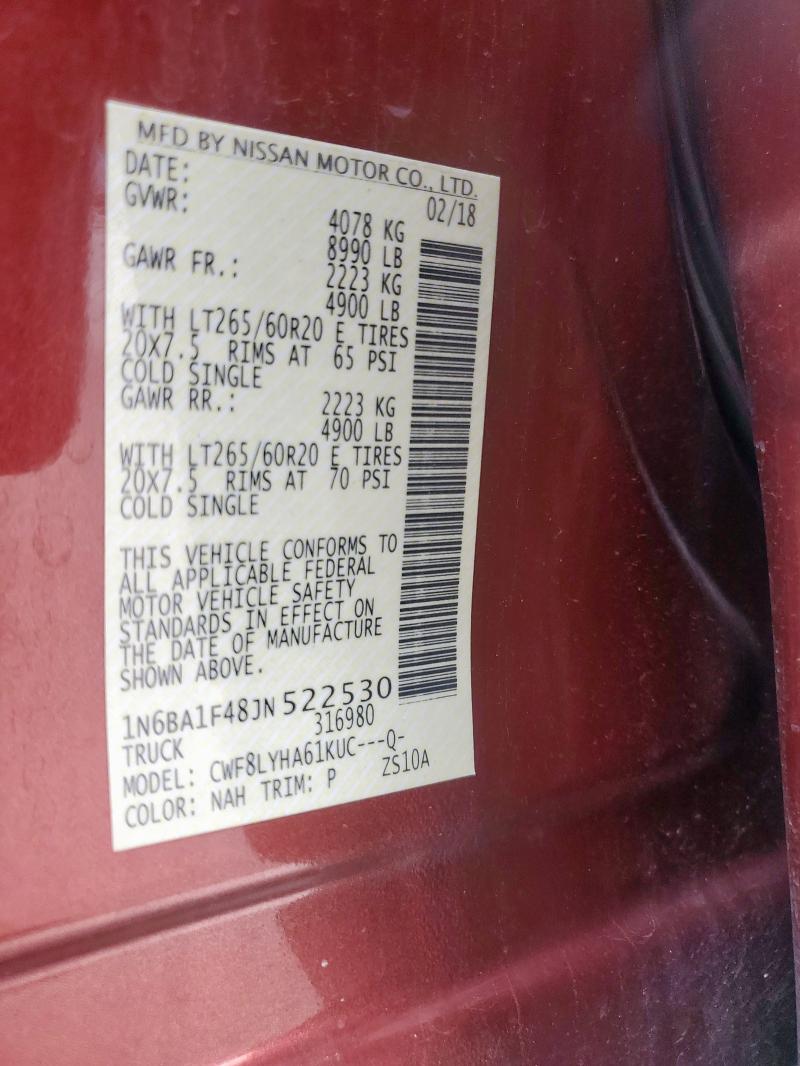 MFD BY NISSAN MOTOR CO., LTD.
DATE: 02/18
GVWR: 4078 KG
8990 LB
GAWR FR.: 2223 KG
4900 LB
WITH LT265/60R20 E TIRES
20X7.5 RIMS AT 65 PSI
COLD SINGLE
GAWR RR.: 2223 KG
4900 LB
WITH LT265/60R20 E TIRES
20X7.5 RIMS AT 70 PSI
COLD SINGLE
THIS VEHICLE CONFORMS TO
ALL APPLICABLE FEDERAL
MOTOR VEHICLE SAFETY
STANDARDS IN EFFECT ON
THE DATE OF MANUFACTURE
SHOWN ABOVE.
1N6BA1F48JN522530
316980
TRUCK
MODEL: CWF8LYHA61KUC---Q-
COLOR: NAH TRIM: P ZS10A